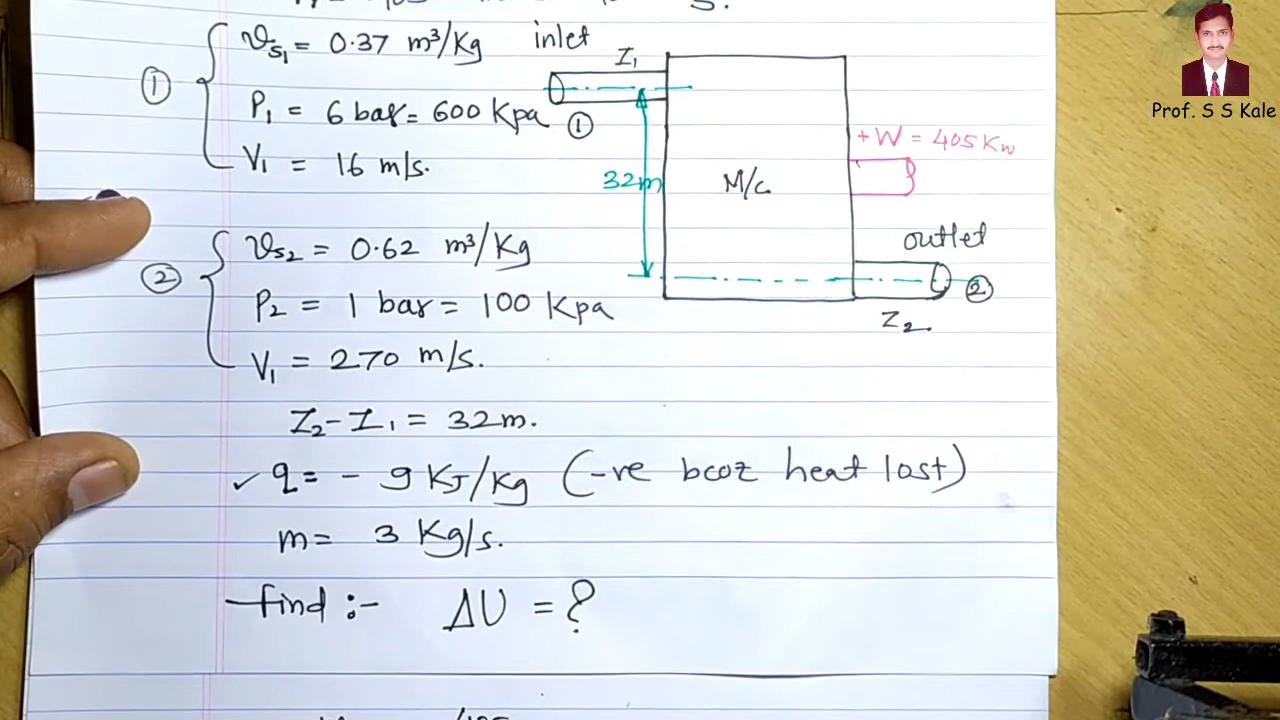 ① Vs₁ = 0.37 m³/Kg
P₁ = 6 bar = 600 Kpa
V₁ = 16 m/s.
② Vs₂ = 0.62 m³/Kg
P₂ = 1 bar = 100 Kpa
V₁ = 270 m/s.
Z₂ - Z₁ = 32m.
✓ q = - 9 KJ/Kg (-ve bcoz heat lost)
m = 3 Kg/s.
find :- ΔU = ?
inlet
Z₁
①
32m
M/c
+W = 405 Kw
outlet
②
Z₂
Prof. S S Kale